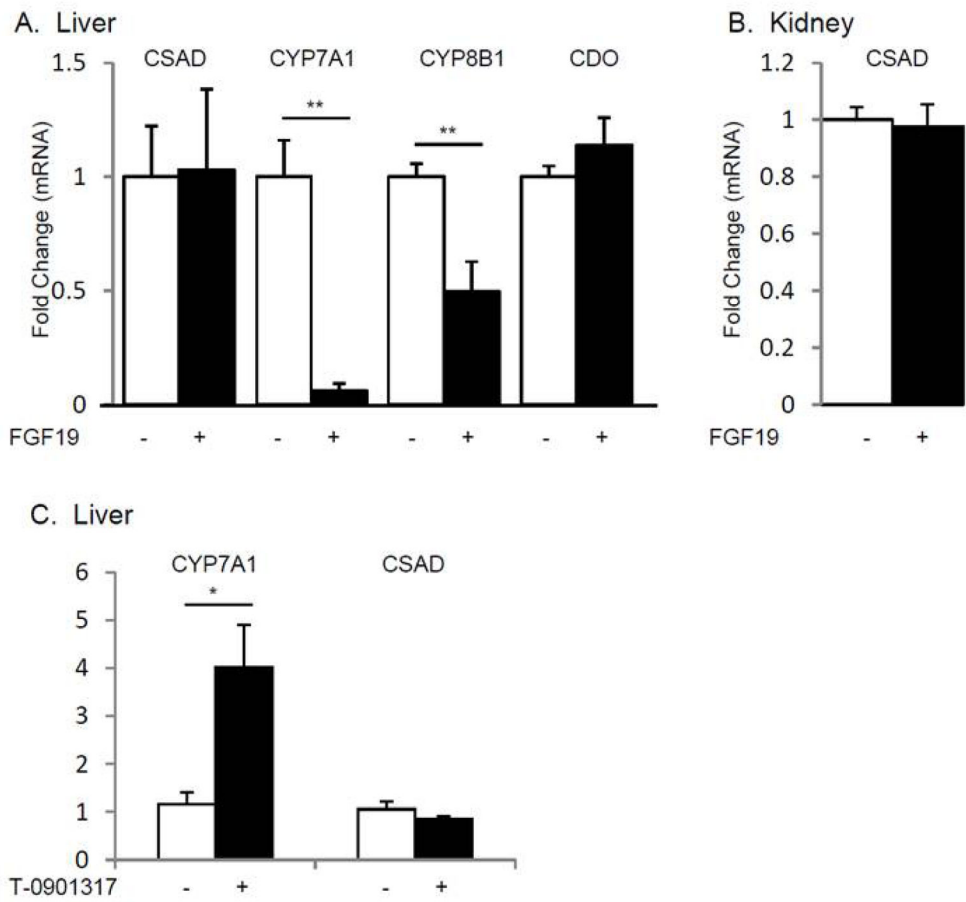 A. Liver
CSAD CYP7A1 CYP8B1 CDO
1.5
1
0.5
0
Fold Change (mRNA)
** **
FGF19 - + - + - + - +
B. Kidney
CSAD
1.2
1
0.8
0.6
0.4
0.2
0
Fold Change (mRNA)
FGF19 - +
C. Liver
CYP7A1 CSAD
*
6
5
4
3
2
1
0
T-0901317 - + - +